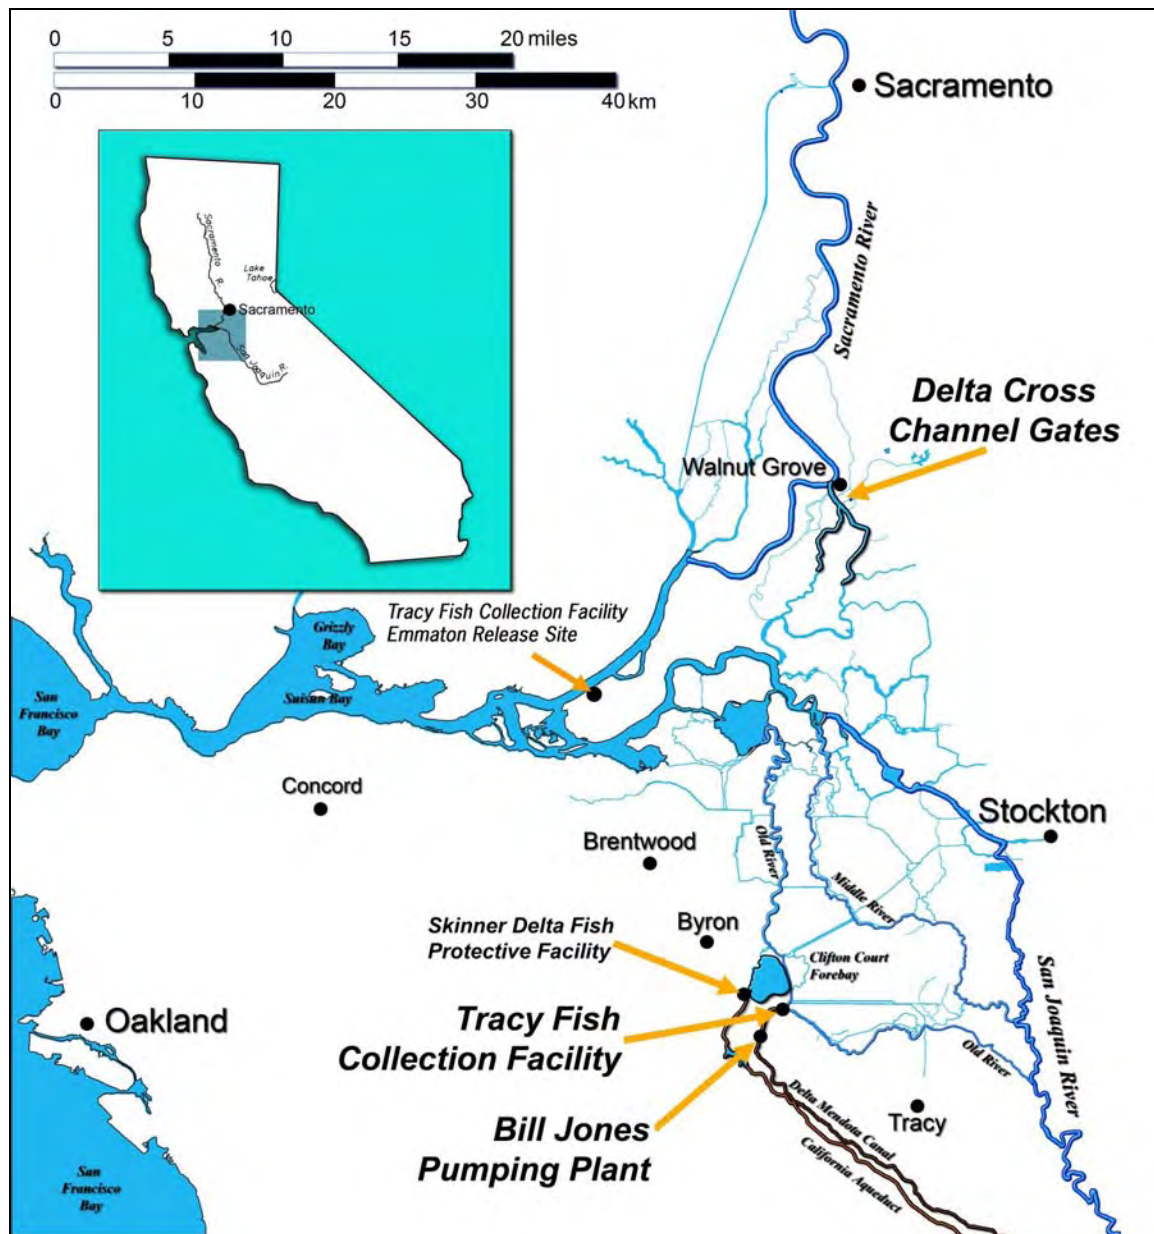 0 5 10 15 20 miles
0 10 20 30 40 km
Sacramento
Sacramento R.
Lake
Tahoe
Sacramento
San Joaquin R.
Sacramento River
Delta Cross
Channel Gates
Walnut Grove
Tracy Fish Collection Facility
Emmaton Release Site
Grizzly
Bay
Suisun Bay
San
Francisco
Bay
Concord
Stockton
Brentwood
Old River
Middle River
Skinner Delta Fish
Protective Facility
Byron
Clifton Court
Forebay
San Joaquin River
Oakland
Tracy Fish
Collection Facility
Old River
Delta Mendota Canal
California Aqueduct
Tracy
Bill Jones
Pumping Plant
San
Francisco
Bay